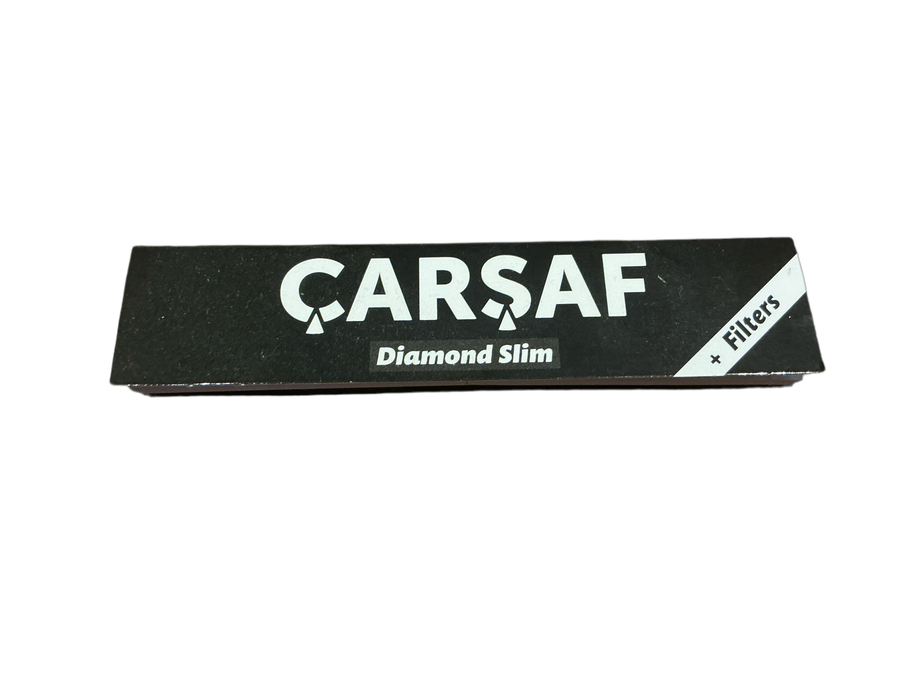 ÇARŞAF
Diamond Slim
+ Filters